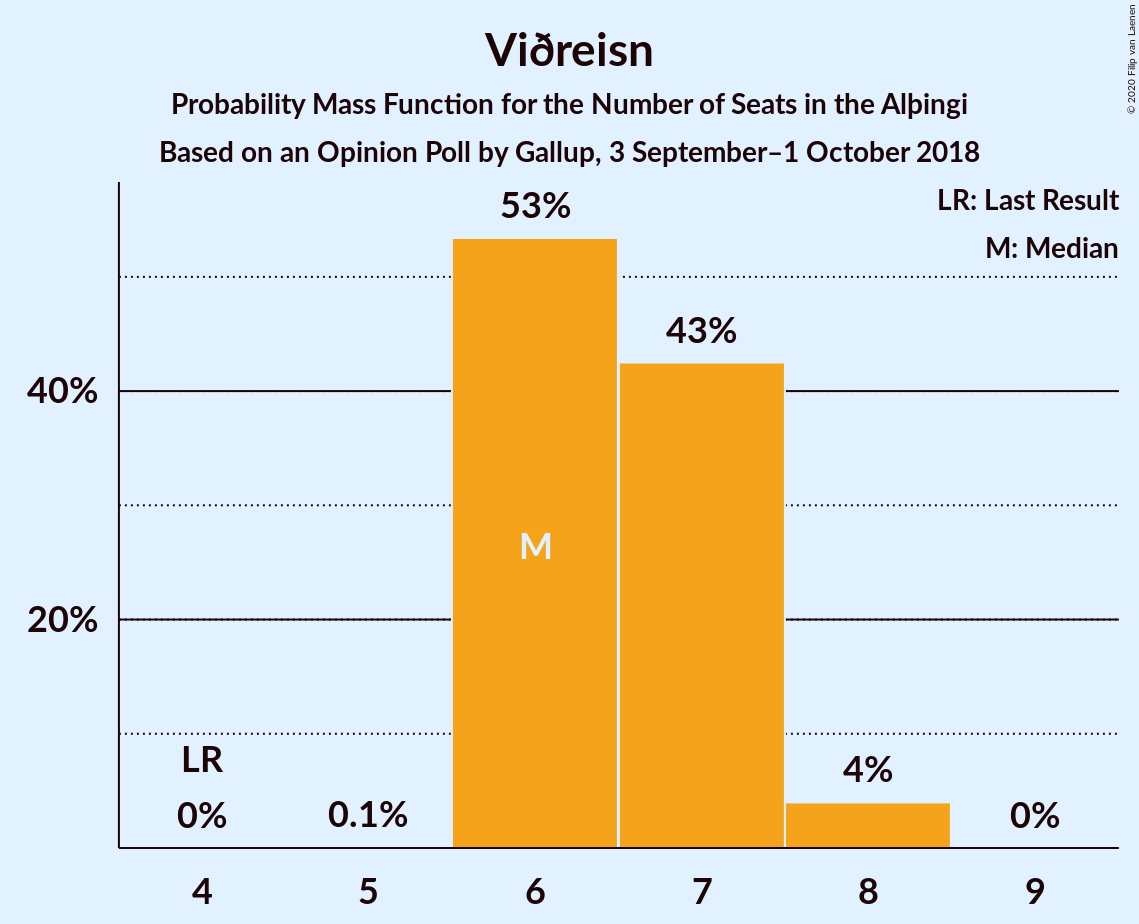 Viðreisn
Probability Mass Function for the Number of Seats in the Alþingi
Based on an Opinion Poll by Gallup, 3 September–1 October 2018
© 2020 Filip van Laenen
LR: Last Result
M: Median
53%
43%
40%
M
20%
LR
4%
0%
0.1%
0%
4
5
6
7
8
9